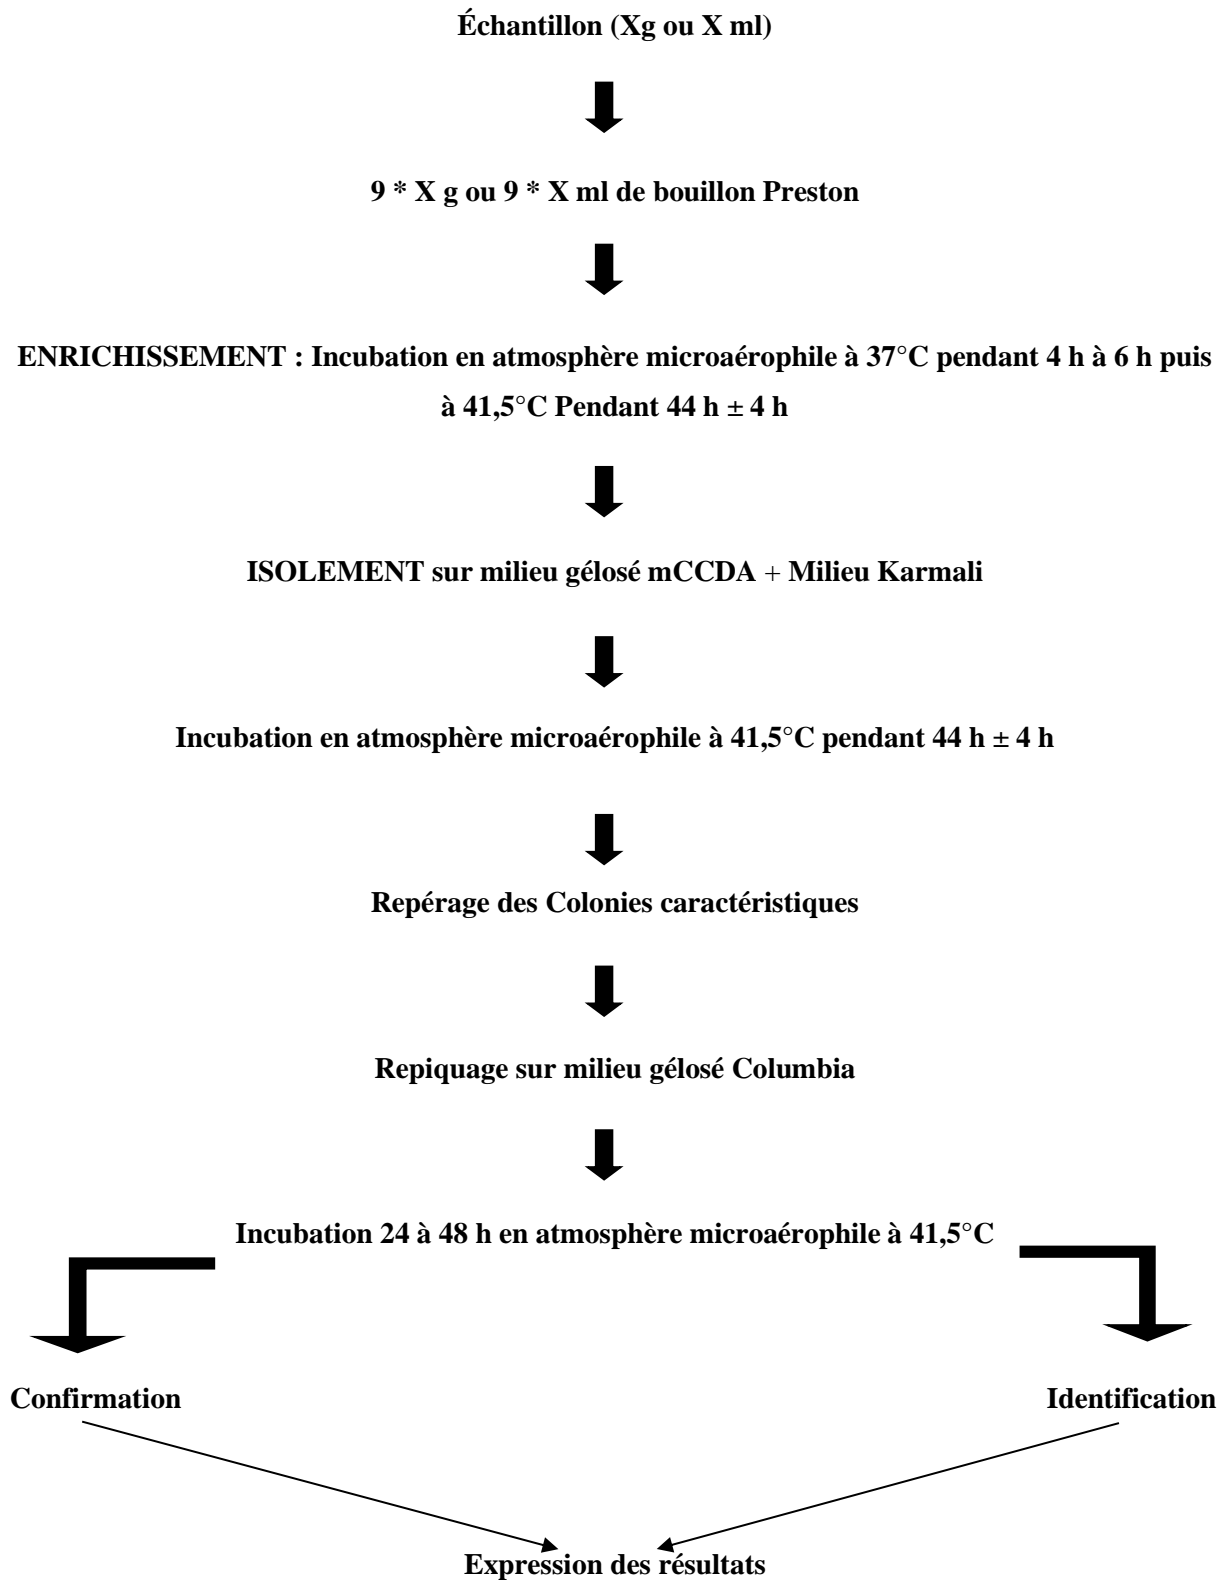 Échantillon (Xg ou X ml)
9 * X g ou 9 * X ml de bouillon Preston
ENRICHISSEMENT : Incubation en atmosphère microaérophile à 37°C pendant 4 h à 6 h puis
à 41,5°C Pendant 44 h ± 4 h
ISOLEMENT sur milieu gélosé mCCDA + Milieu Karmali
Incubation en atmosphère microaérophile à 41,5°C pendant 44 h ± 4 h
Repérage des Colonies caractéristiques
Repiquage sur milieu gélosé Columbia
Incubation 24 à 48 h en atmosphère microaérophile à 41,5°C
Confirmation
Identification
Expression des résultats